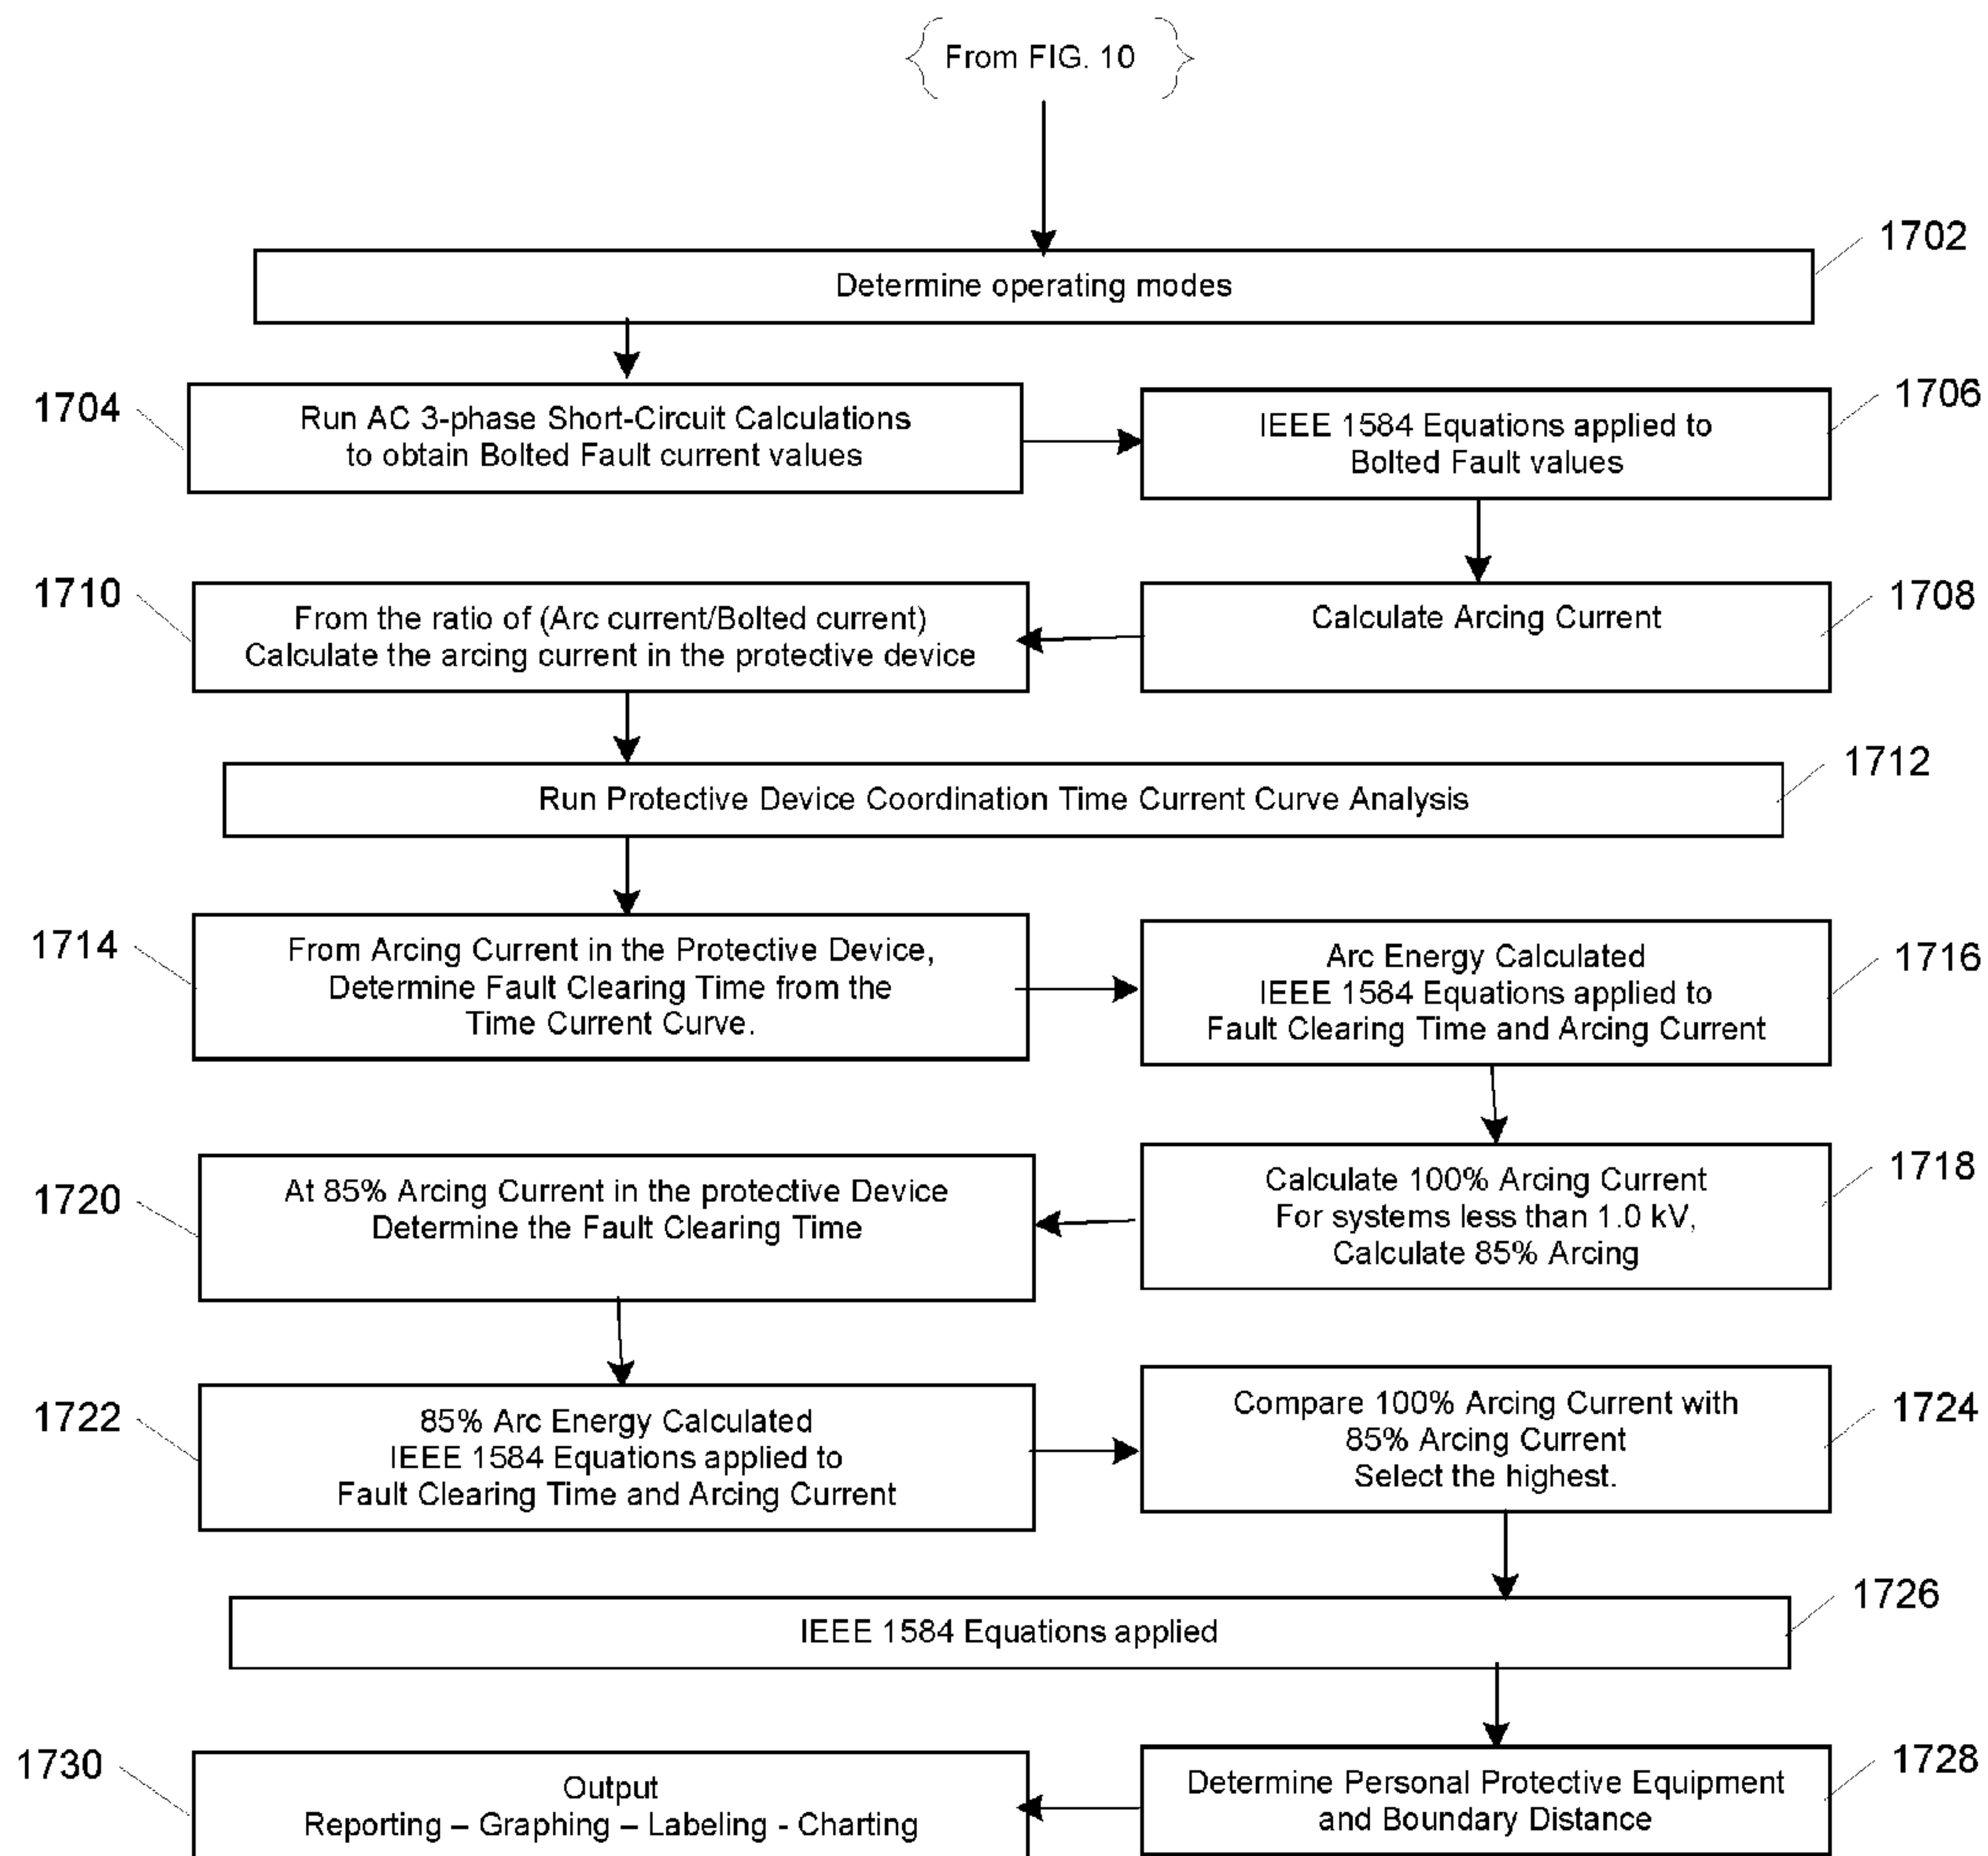 From FIG. 10
1702
Determine operating modes
1704
Run AC 3-phase Short-Circuit Calculations
to obtain Bolted Fault current values
1706
IEEE 1584 Equations applied to
Bolted Fault values
1710
From the ratio of (Arc current/Bolted current)
Calculate the arcing current in the protective device
1708
Calculate Arcing Current
1712
Run Protective Device Coordination Time Current Curve Analysis
1714
From Arcing Current in the Protective Device,
Determine Fault Clearing Time from the
Time Current Curve.
1716
Arc Energy Calculated
IEEE 1584 Equations applied to
Fault Clearing Time and Arcing Current
1720
At 85% Arcing Current in the protective Device
Determine the Fault Clearing Time
1718
Calculate 100% Arcing Current
For systems less than 1.0 kV,
Calculate 85% Arcing
1722
85% Arc Energy Calculated
IEEE 1584 Equations applied to
Fault Clearing Time and Arcing Current
1724
Compare 100% Arcing Current with
85% Arcing Current
Select the highest.
1726
IEEE 1584 Equations applied
1730
Output
Reporting – Graphing – Labeling - Charting
1728
Determine Personal Protective Equipment
and Boundary Distance